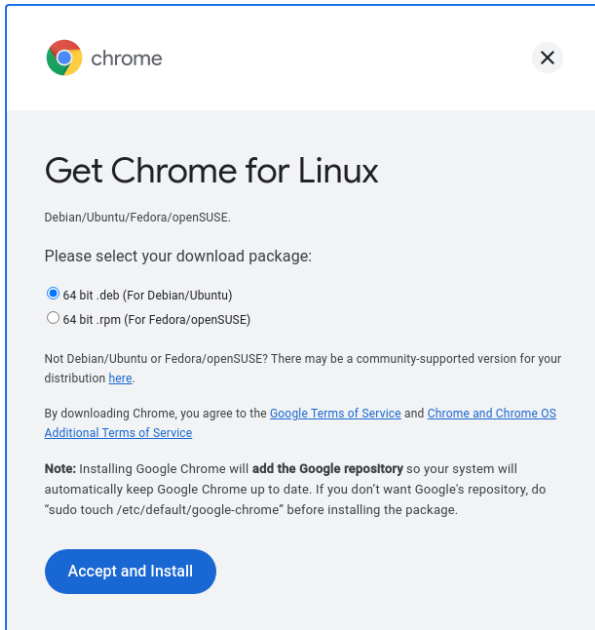 chrome
Get Chrome for Linux
Debian/Ubuntu/Fedora/openSUSE.
Please select your download package:
64 bit .deb (For Debian/Ubuntu)
64 bit .rpm (For Fedora/openSUSE)
Not Debian/Ubuntu or Fedora/openSUSE? There may be a community-supported version for your
distribution here.
By downloading Chrome, you agree to the Google Terms of Service and Chrome and Chrome OS
Additional Terms of Service
Note: Installing Google Chrome will add the Google repository so your system will
automatically keep Google Chrome up to date. If you don’t want Google's repository, do
“sudo touch /etc/default/google-chrome” before installing the package.
Accept and Install